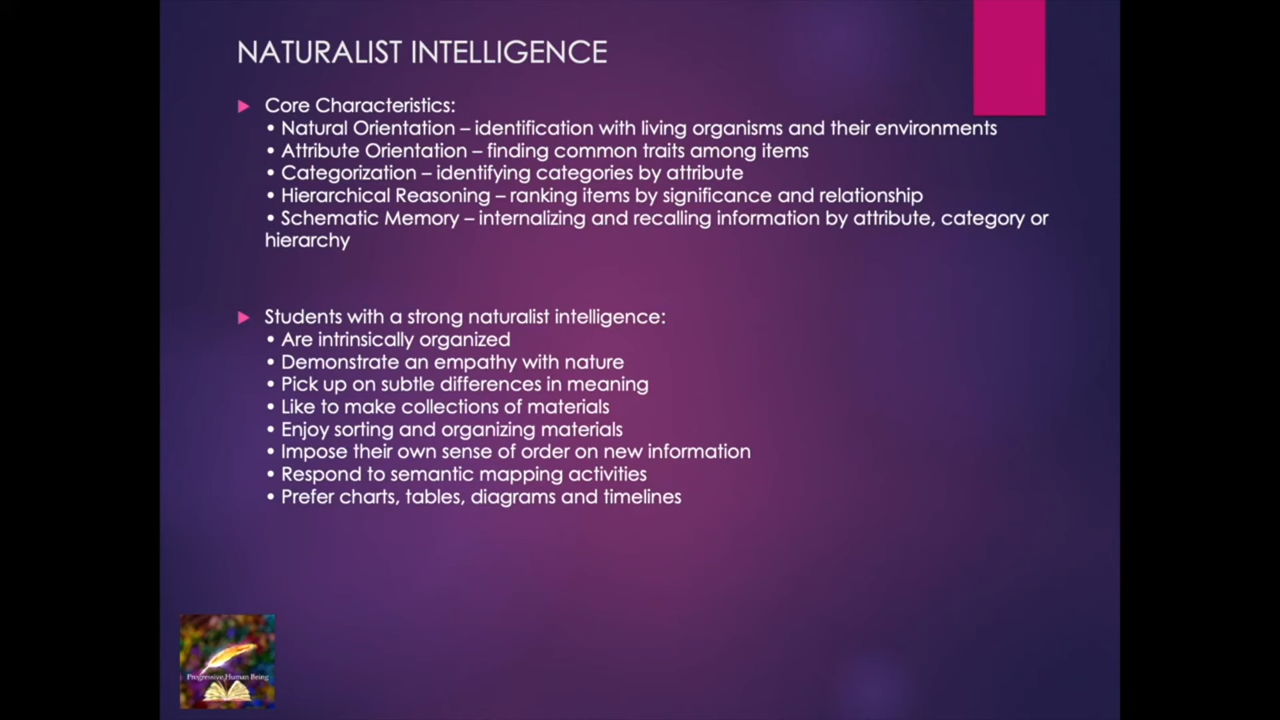 NATURALIST INTELLIGENCE
Core Characteristics:
• Natural Orientation – identification with living organisms and their environments
• Attribute Orientation – finding common traits among items
• Categorization – identifying categories by attribute
• Hierarchical Reasoning – ranking items by significance and relationship
• Schematic Memory – internalizing and recalling information by attribute, category or
hierarchy
Students with a strong naturalist intelligence:
• Are intrinsically organized
• Demonstrate an empathy with nature
• Pick up on subtle differences in meaning
• Like to make collections of materials
• Enjoy sorting and organizing materials
• Impose their own sense of order on new information
• Respond to semantic mapping activities
• Prefer charts, tables, diagrams and timelines
Progressive Human Being